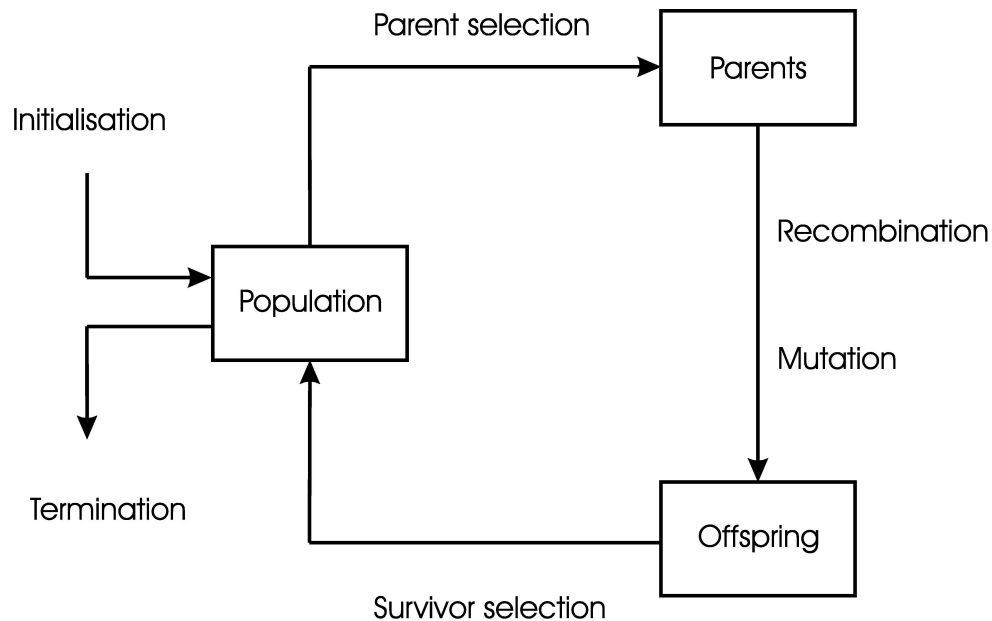 Parent selection
Parents
Initialisation
Recombination
Population
Mutation
Termination
Offspring
Survivor selection